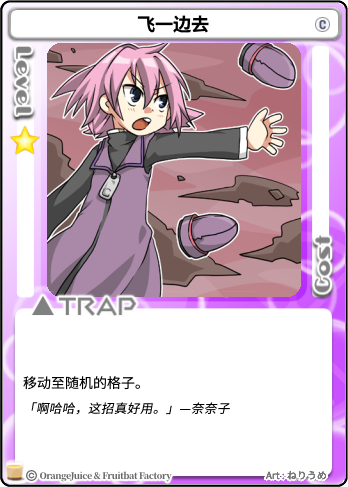 飞一边去
C
Level
Cost
TRAP
移动至随机的格子。
「啊哈哈，这招真好用。」—奈奈子
© OrangeJuice & Fruitbat Factory
Art.: ねりうめ